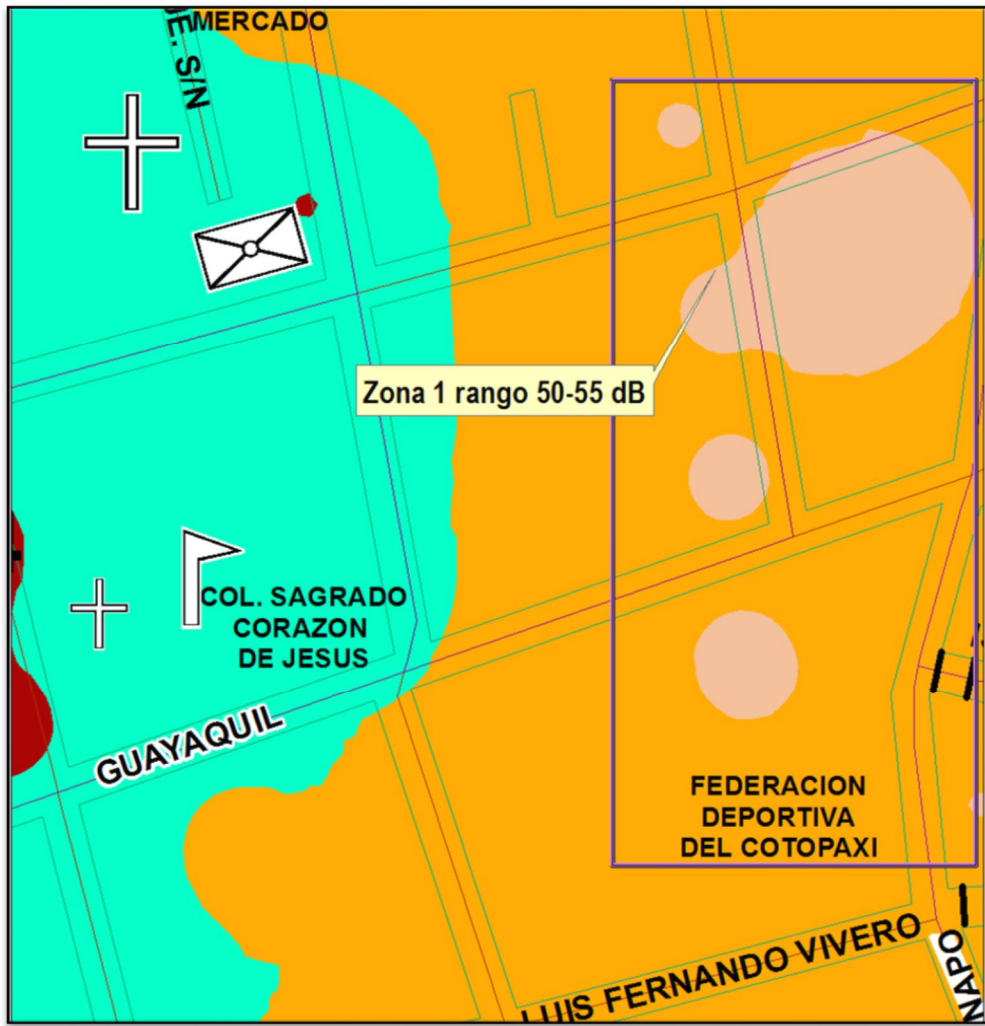 MERCADO
JE. S/N
Zona 1 rango 50-55 dB
COL. SAGRADO
CORAZON
DE JESUS
GUAYAQUIL
FEDERACION
DEPORTIVA
DEL COTOPAXI
LUIS FERNANDO VIVERO
NAPO